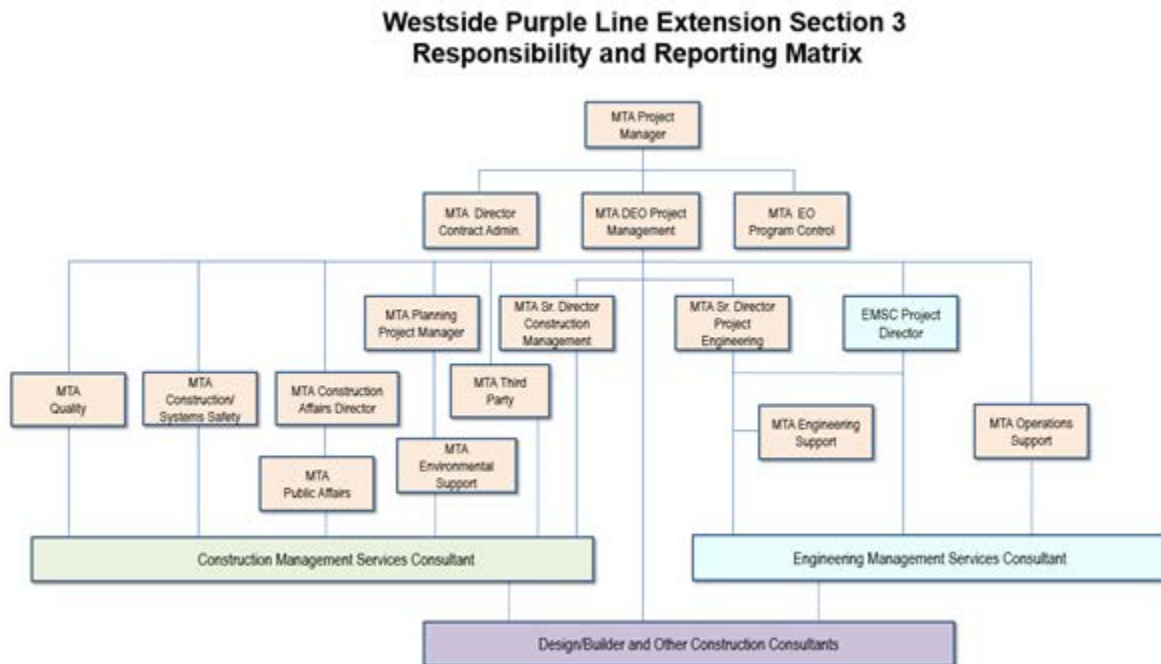 Westside Purple Line Extension Section 3
Responsibility and Reporting Matrix
MTA Project
Manager
MTA Director
Contract Admin.
MTA DEO Project
Management
MTA EO
Program Control
MTA Planning
Project Manager
MTA Sr. Director
Construction
Management
MTA Sr. Director
Project
Engineering
EMSC Project
Director
MTA
Quality
MTA
Construction/
Systems Safety
MTA Construction
Affairs Director
MTA Third
Party
MTA Engineering
Support
MTA Operations
Support
MTA
Public Affairs
MTA
Environmental
Support
Construction Management Services Consultant
Engineering Management Services Consultant
Design/Builder and Other Construction Consultants